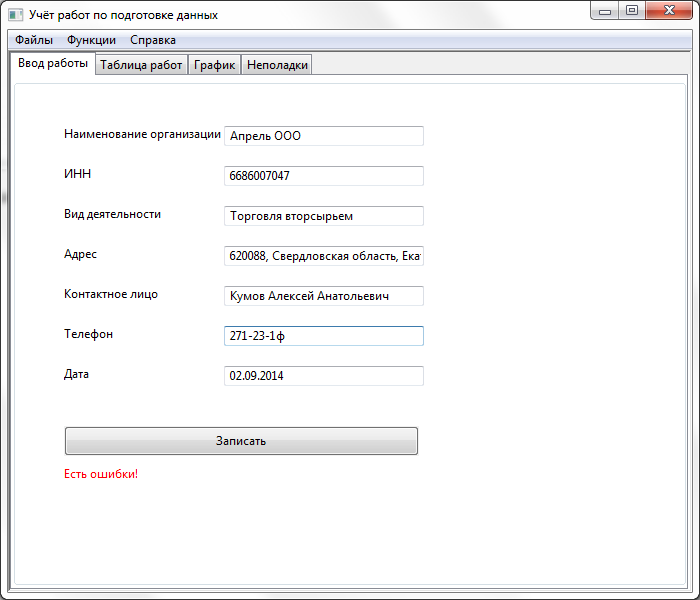 Учёт работ по подготовке данных
Файлы Функции Справка
Ввод работы Таблица работ График Неполадки
Наименование организации Апрель ООО
ИНН 6686007047
Вид деятельности Торговля вторсырьем
Адрес 620088, Свердловская область, Ека
Контактное лицо Кумов Алексей Анатольевич
Телефон 271-23-1ф
Дата 02.09.2014
Записать
Есть ошибки!